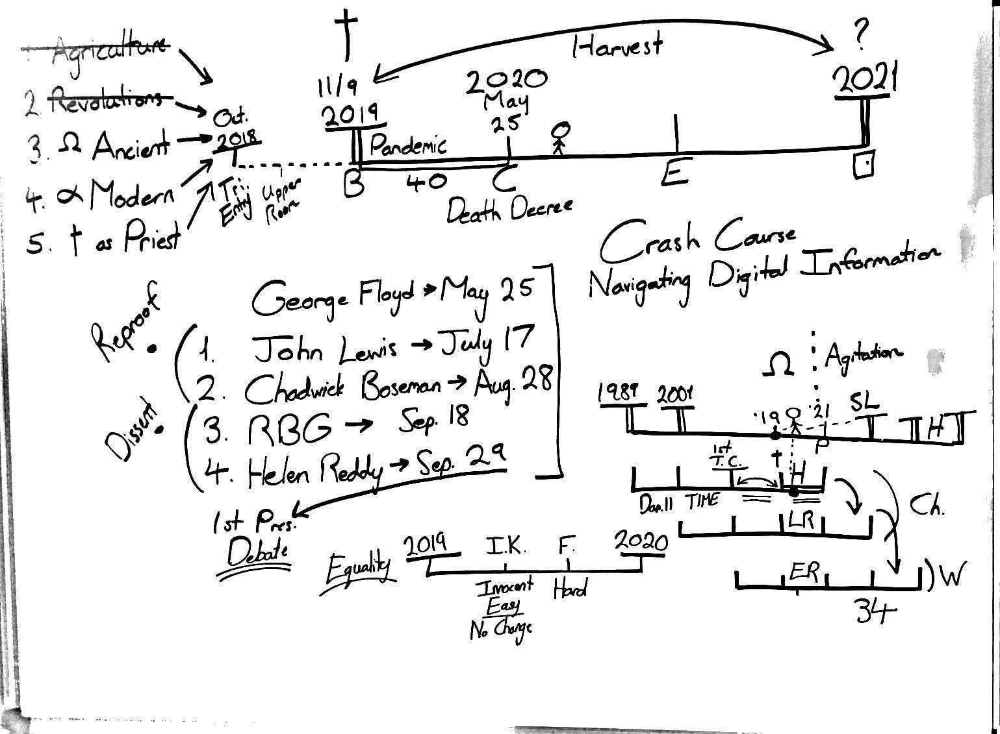 Agriculture
2. Revolutions
3. Ω Ancient
4. α Modern
5. † as Priest
Oct.
2018
Tri.
Entry
Upper
Room
†
11/9
2019
Harvest
?
2021
2020
May
25
Pandemic
B
40
C
E
Death Decree
Crash Course
Navigating Digital Information
Reproof
Dissent
George Floyd → May 25
1. John Lewis → July 17
2. Chadwick Boseman → Aug. 28
3. RBG → Sep. 18
4. Helen Reddy → Sep. 29
1st Pres.
Debate
Equality
2019
I.K.
F.
2020
Innocent
Easy
No Change
Hard
Ω
Agitation
1989
2001
'19
'21
SL
H
P
1st
T.C.
†
H
Dan.11 TIME
Ch.
LR
ER
W
34